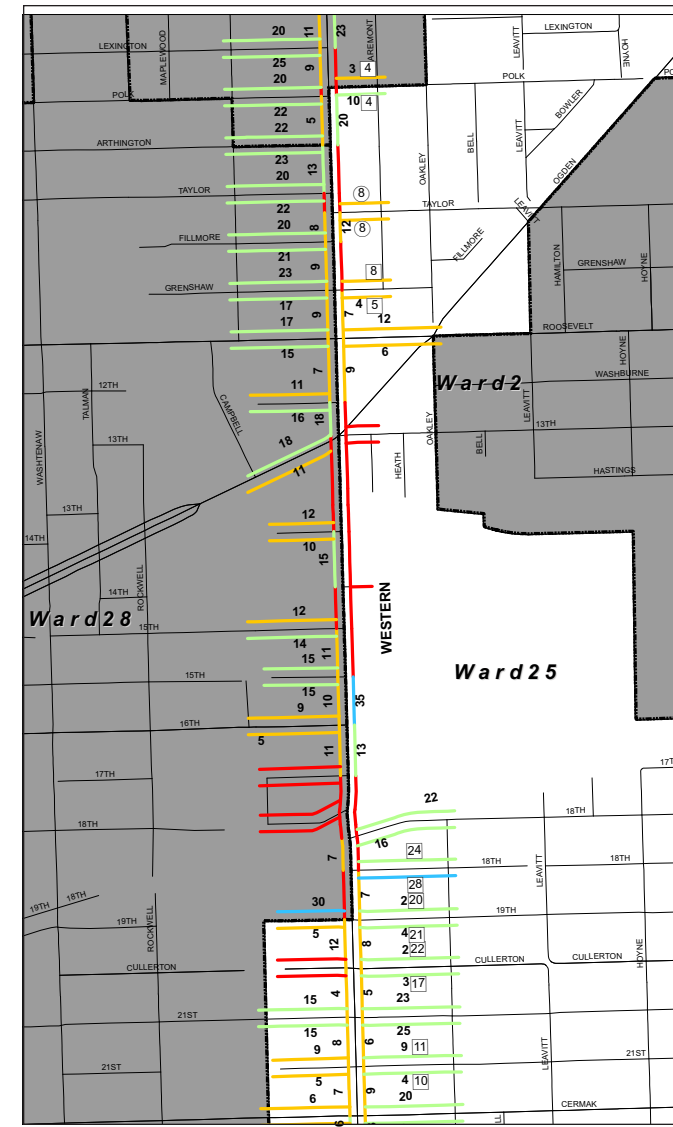 LEXINGTON
MAPLEWOOD
20
11
23
AREMONT
LEAVITT
LEXINGTON
HOYNE
25
9
3 4
20
POLK
POLK
PO
10 4
22
5
20
BOWLER
22
ARTHINGTON
OAKLEY
BELL
LEAVITT
23
20
13
OGDEN
TAYLOR
8
TAYLOR
22
LEAVITT
20
8
12
8
FILLMORE
FILLMORE
21
23
9
8
HAMILTON
GRENSHAW
HOYNE
GRENSHAW
17
9
4 5
7
12
17
ROOSEVELT
15
6
7
9
HOYNE
Ward2
WASHBURNE
11
12TH
TALMAN
CAMPBELL
16
18
OAKLEY
LEAVITT
13TH
WASHTENAW
13TH
18
BELL
HEATH
11
HASTINGS
13TH
12
14TH
10
15
14TH
ROCKWELL
WESTERN
12
Ward28
15TH
14
11
15
Ward25
15TH
15
10
35
9
16TH
5
11
13
17TH
17T
22
18TH
18TH
16
24
7
18TH
LEAVITT
18TH
28
7
2 20
30
19TH
18TH
19TH
ROCKWELL
19TH
5
12
8
4 21
2 22
HOYNE
CULLERTON
CULLERTON
CULLERTON
3 17
15
4
5
23
21ST
15
25
8
6
9
9 11
LEAVITT
21ST
21ST
5
4 10
7
9
6
20
CERMAK
LL
6